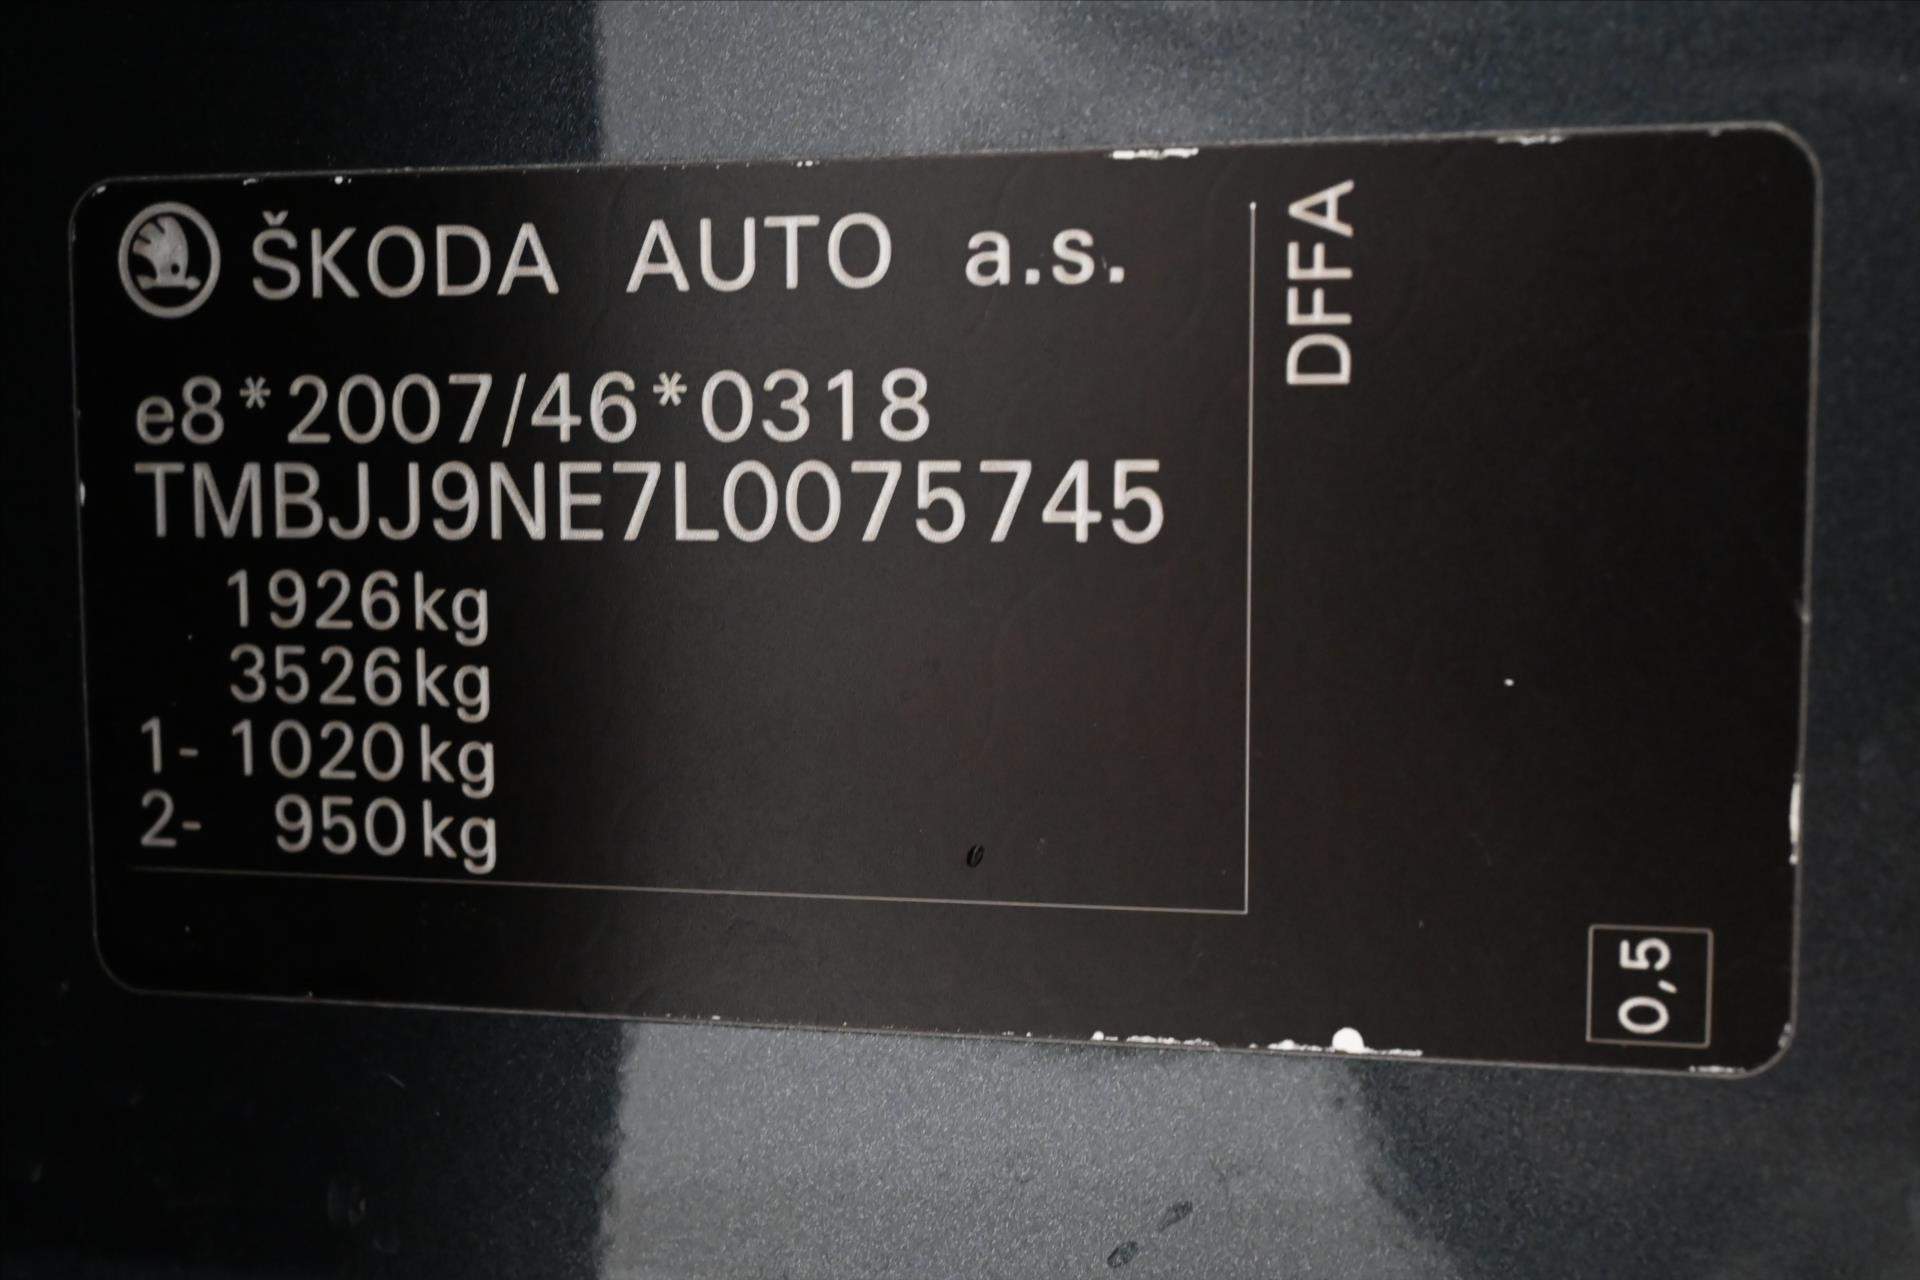 ŠKODA AUTO a.s.
e8*2007/46*0318
TMBJJ9NE7L0075745
1926kg
3526kg
1- 1020kg
2- 950kg
DFFA
0,5